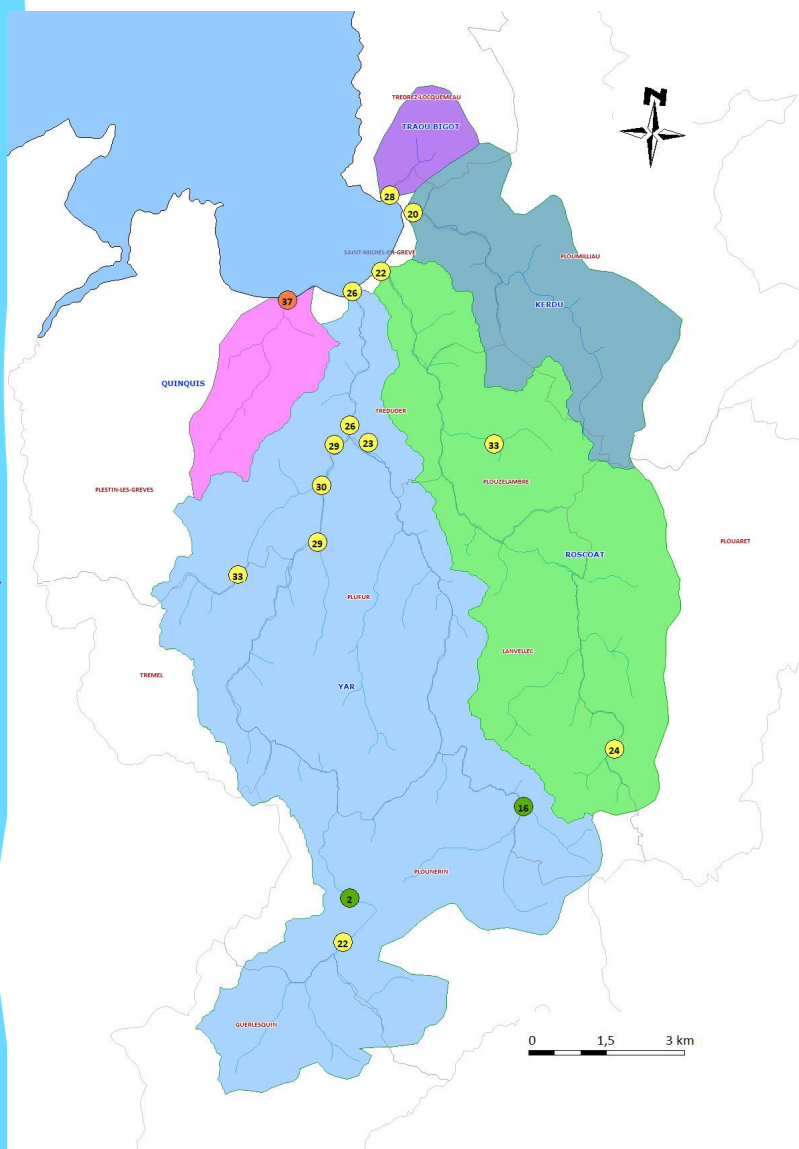 N
TREDREZ-LOCQUEMEAU
TRAOU BIGOT
28
20
SAINT-MICHEL-EN-GREVE
PLOUMILLIAU
22
26
37
KERDU
QUINQUIS
TREDUDER
26
29
23
33
PLOUZELAMBRE
30
PLESTIN-LES-GREVES
29
PLOUARET
ROSCOAT
33
PLUFUR
LANVELLEC
TREMEL
YAR
24
16
PLOUNERIN
2
22
GUERLESQUIN
0 1,5 3 km